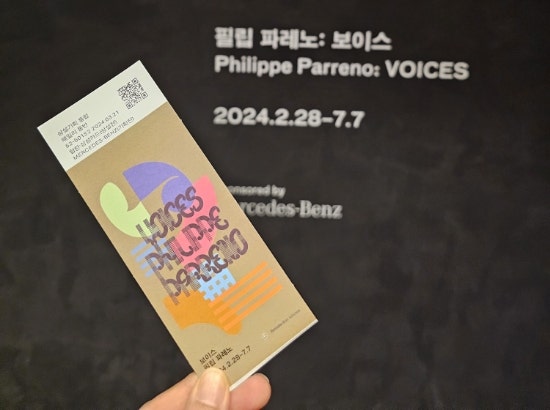 필립 파레노: 보이스
Philippe Parreno: VOICES
2024.2.28–7.7
sponsored by
Mercedes-Benz
VOICES
PHILIPPE
PARRENO
보이스
필립 파레노
2024.2.28–7.7